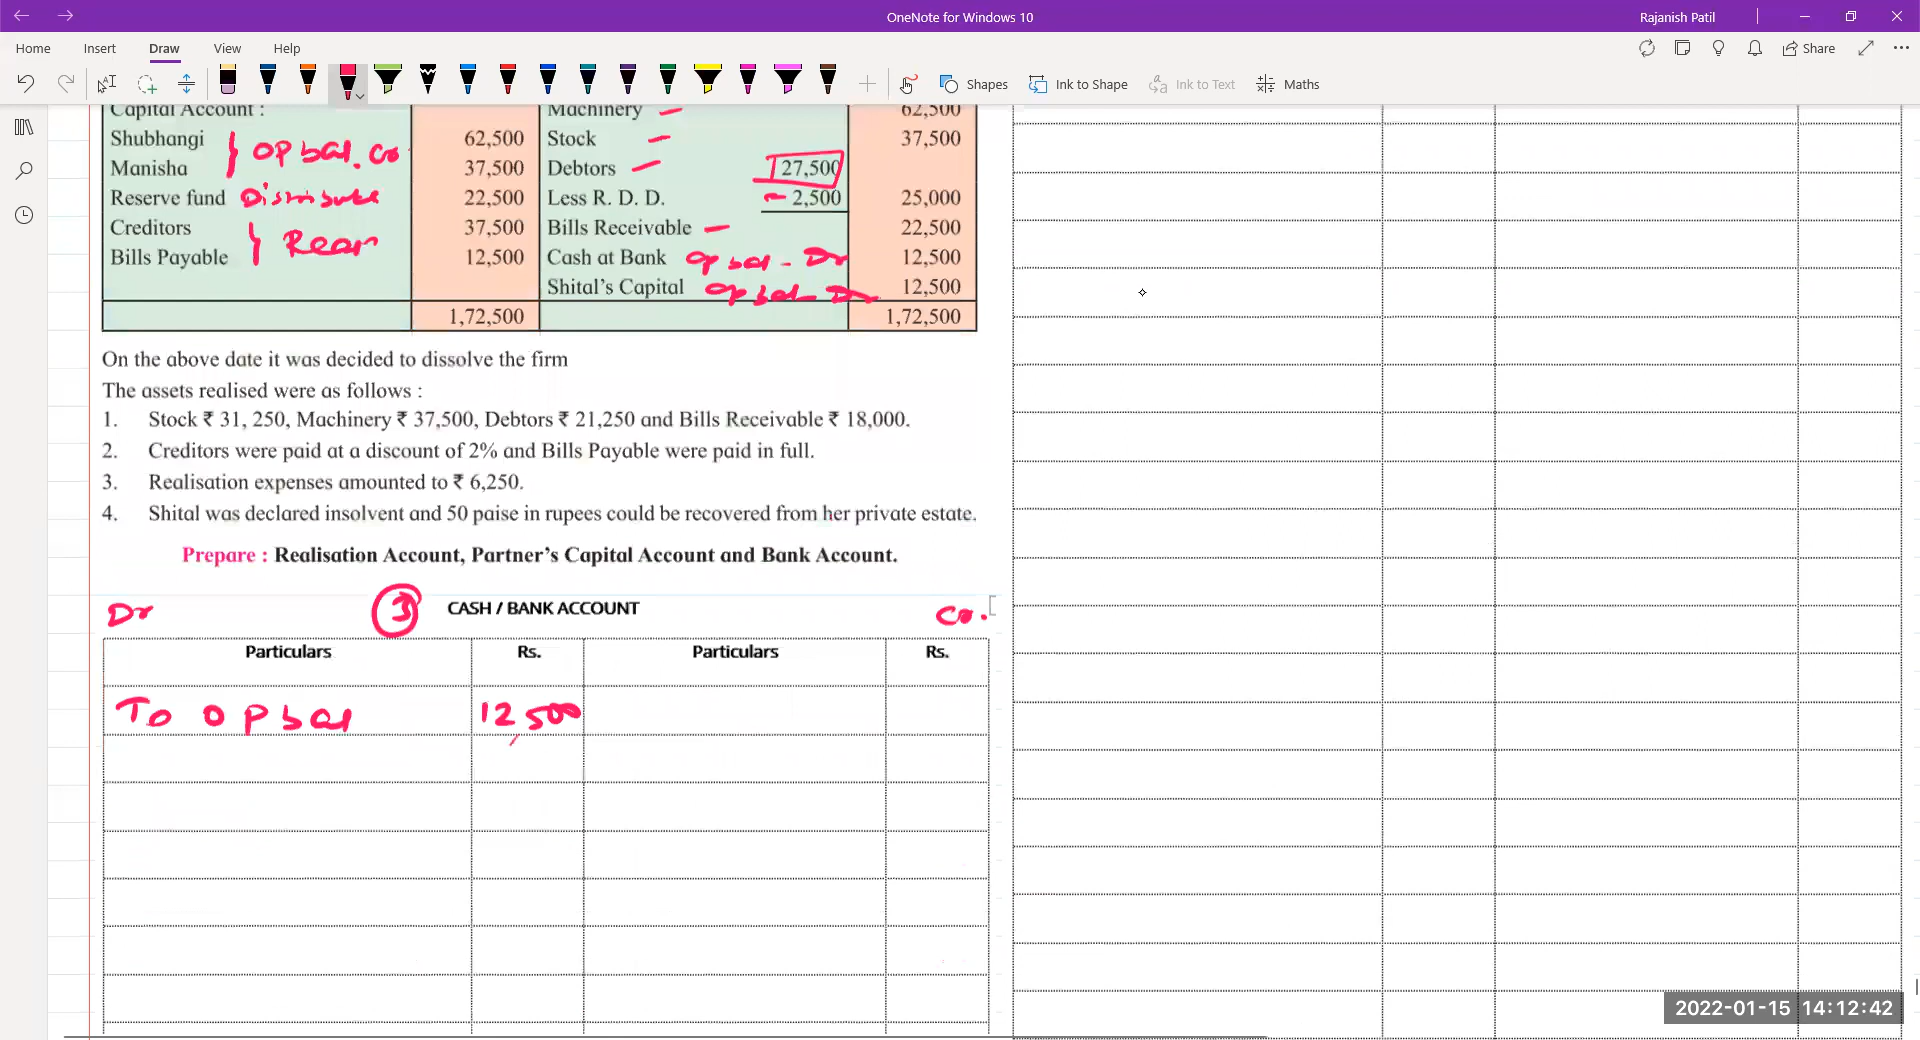 OneNote for Windows 10
Rajanish Patil
Home Insert Draw View Help
Share
Shapes Ink to Shape Ink to Text Maths
Capital Account : Machinery 62,500
Shubhangi 62,500 Stock 37,500
op bal. Cr
Manisha 37,500 Debtors 27,500
Reserve fund Distribute 22,500 Less R. D. D. 2,500 25,000
Creditors 37,500 Bills Receivable 22,500
Bills Payable 12,500 Cash at Bank op bal - Dr 12,500
Shital's Capital op bal - Dr 12,500
1,72,500 1,72,500
On the above date it was decided to dissolve the firm
The assets realised were as follows :
1. Stock ₹ 31, 250, Machinery ₹ 37,500, Debtors ₹ 21,250 and Bills Receivable ₹ 18,000.
2. Creditors were paid at a discount of 2% and Bills Payable were paid in full.
3. Realisation expenses amounted to ₹ 6,250.
4. Shital was declared insolvent and 50 paise in rupees could be recovered from her private estate.
Prepare : Realisation Account, Partner's Capital Account and Bank Account.
Dr 3 CASH / BANK ACCOUNT Cr.
Particulars Rs. Particulars Rs.
To op bal 12,500
2022-01-15 14:12:42